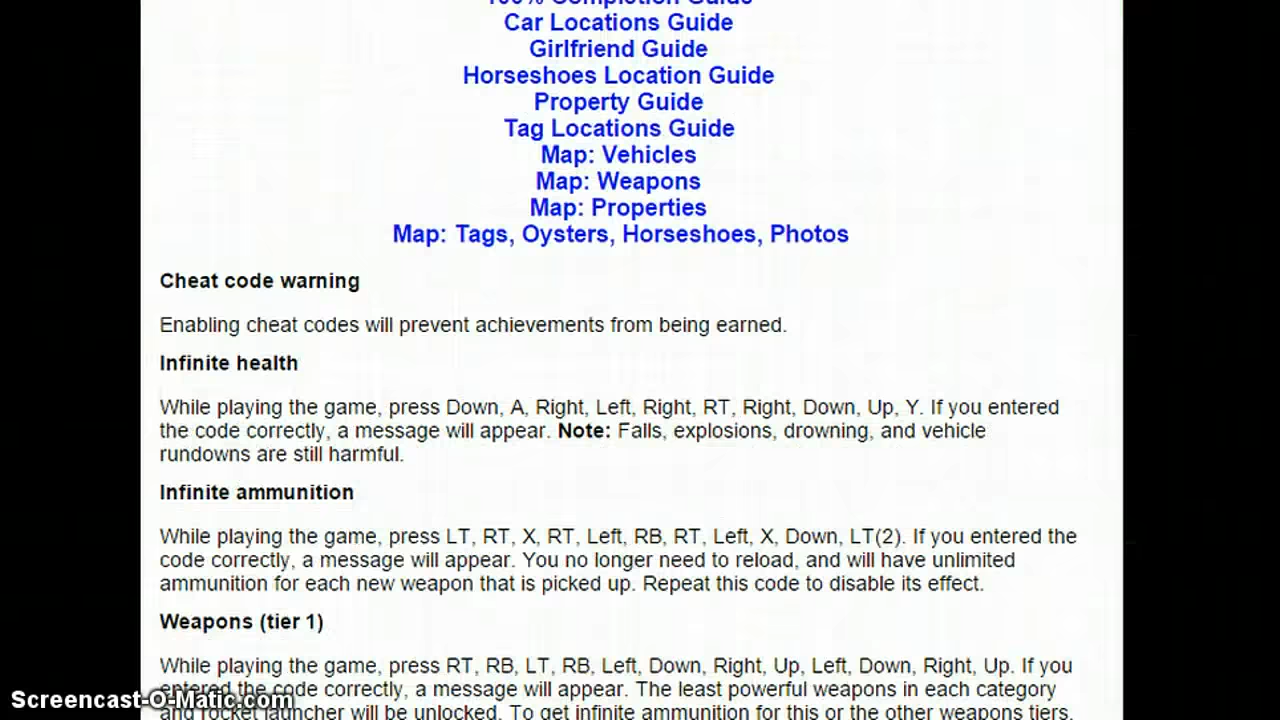 100% Completion Guide
Car Locations Guide
Girlfriend Guide
Horseshoes Location Guide
Property Guide
Tag Locations Guide
Map: Vehicles
Map: Weapons
Map: Properties
Map: Tags, Oysters, Horseshoes, Photos
Cheat code warning
Enabling cheat codes will prevent achievements from being earned.
Infinite health
While playing the game, press Down, A, Right, Left, Right, RT, Right, Down, Up, Y. If you entered
the code correctly, a message will appear. Note: Falls, explosions, drowning, and vehicle
rundowns are still harmful.
Infinite ammunition
While playing the game, press LT, RT, X, RT, Left, RB, RT, Left, X, Down, LT(2). If you entered the
code correctly, a message will appear. You no longer need to reload, and will have unlimited
ammunition for each new weapon that is picked up. Repeat this code to disable its effect.
Weapons (tier 1)
While playing the game, press RT, RB, LT, RB, Left, Down, Right, Up, Left, Down, Right, Up. If you
entered the code correctly, a message will appear. The least powerful weapons in each category
and rocket launcher will be unlocked. To get infinite ammunition for this or the other weapons tiers,
Screencast-O-Matic.com